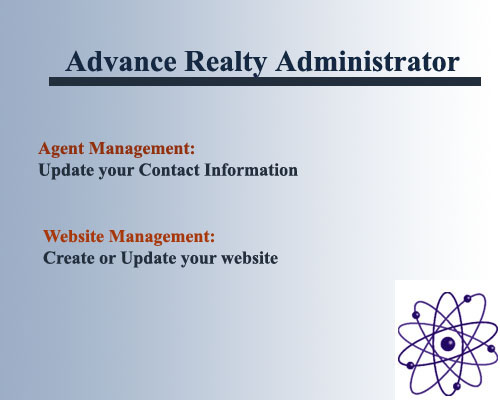 Advance Realty Administrator
Agent Management:
Update your Contact Information
Website Management:
Create or Update your website